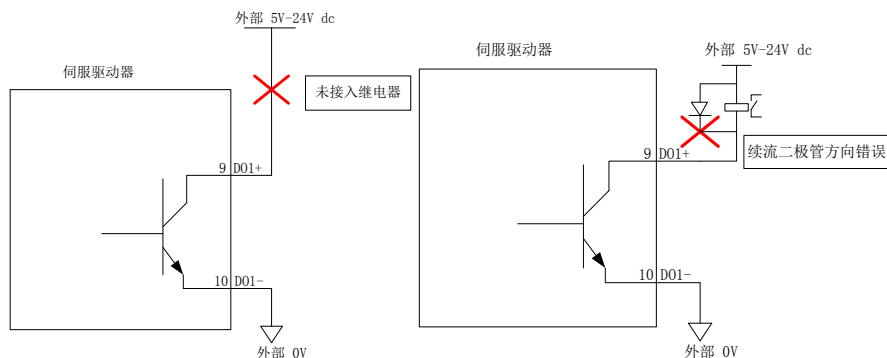 外部 5V-24V dc
伺服驱动器
未接入继电器
9 DO1+
10 DO1-
外部 0V
伺服驱动器
外部 5V-24V dc
续流二极管方向错误
9 DO1+
10 DO1-
外部 0V